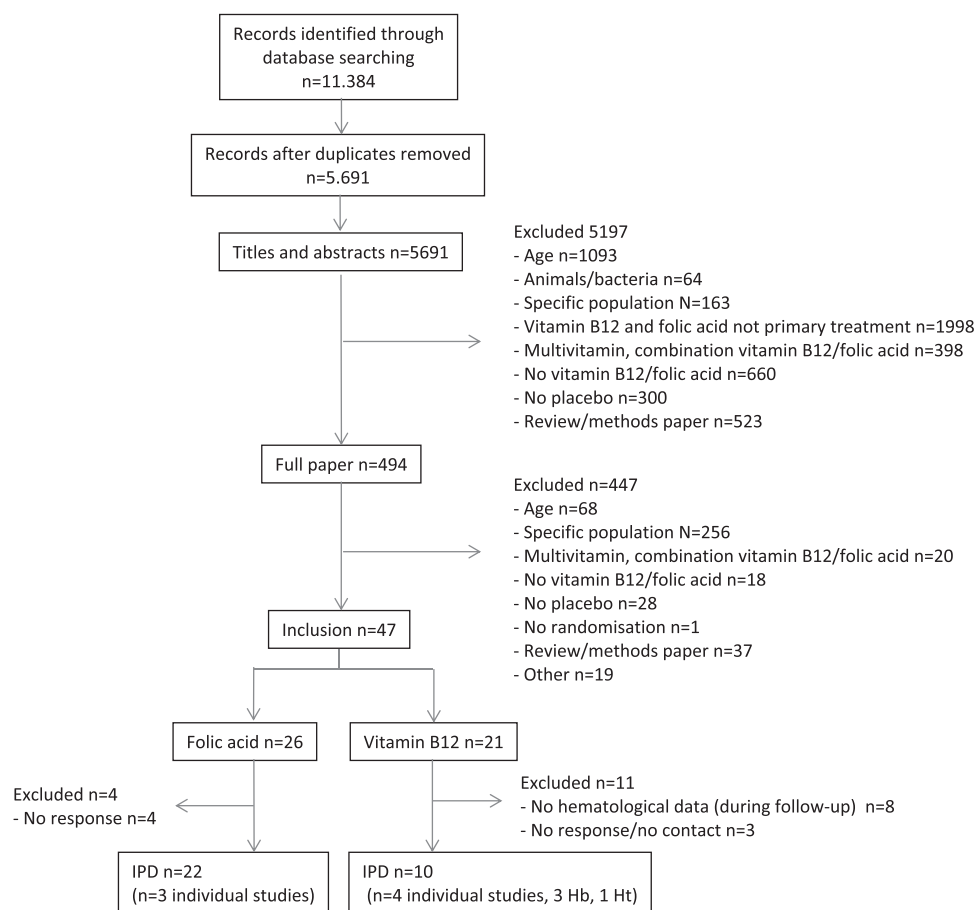 Records identified through
database searching
n=11.384
Records after duplicates removed
n=5.691
Titles and abstracts n=5691
Excluded 5197
- Age n=1093
- Animals/bacteria n=64
- Specific population N=163
- Vitamin B12 and folic acid not primary treatment n=1998
- Multivitamin, combination vitamin B12/folic acid n=398
- No vitamin B12/folic acid n=660
- No placebo n=300
- Review/methods paper n=523
Full paper n=494
Excluded n=447
- Age n=68
- Specific population N=256
- Multivitamin, combination vitamin B12/folic acid n=20
- No vitamin B12/folic acid n=18
- No placebo n=28
- No randomisation n=1
- Review/methods paper n=37
- Other n=19
Inclusion n=47
Folic acid n=26
Vitamin B12 n=21
Excluded n=4
- No response n=4
Excluded n=11
- No hematological data (during follow-up) n=8
- No response/no contact n=3
IPD n=22
(n=3 individual studies)
IPD n=10
(n=4 individual studies, 3 Hb, 1 Ht)